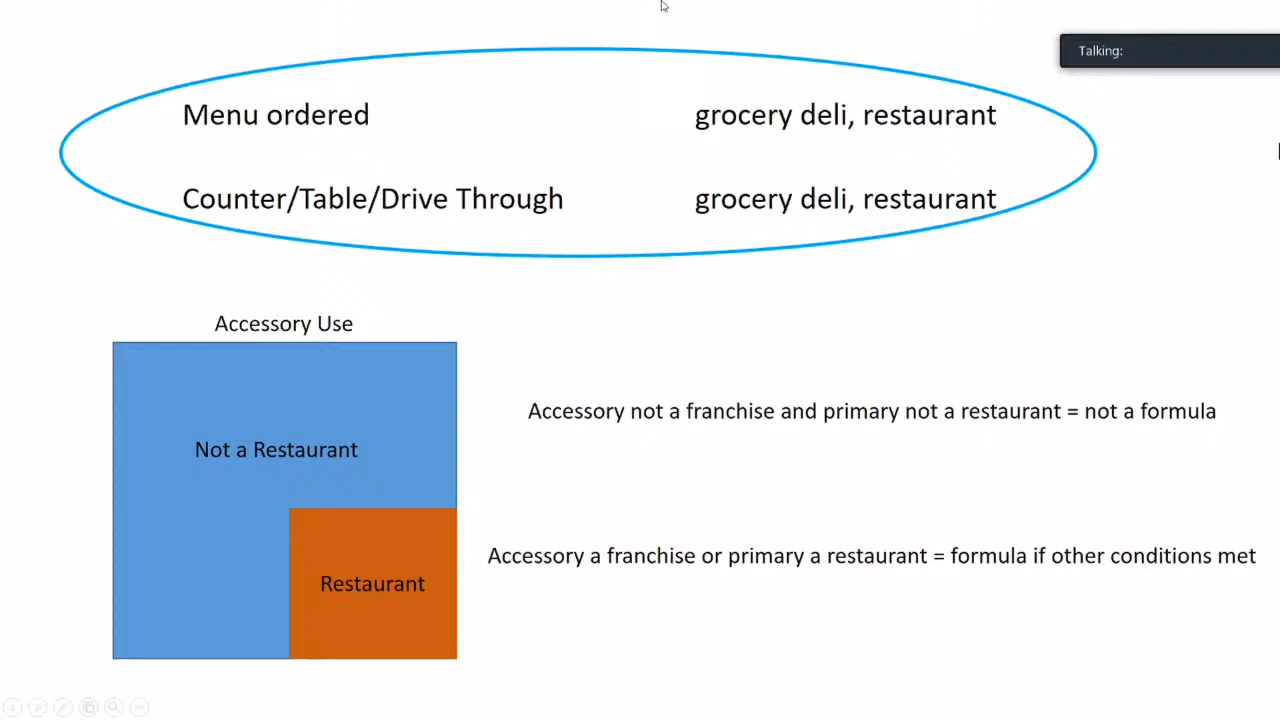 Talking:
Menu ordered grocery deli, restaurant
Counter/Table/Drive Through grocery deli, restaurant
Accessory Use
Accessory not a franchise and primary not a restaurant = not a formula
Not a Restaurant
Accessory a franchise or primary a restaurant = formula if other conditions met
Restaurant